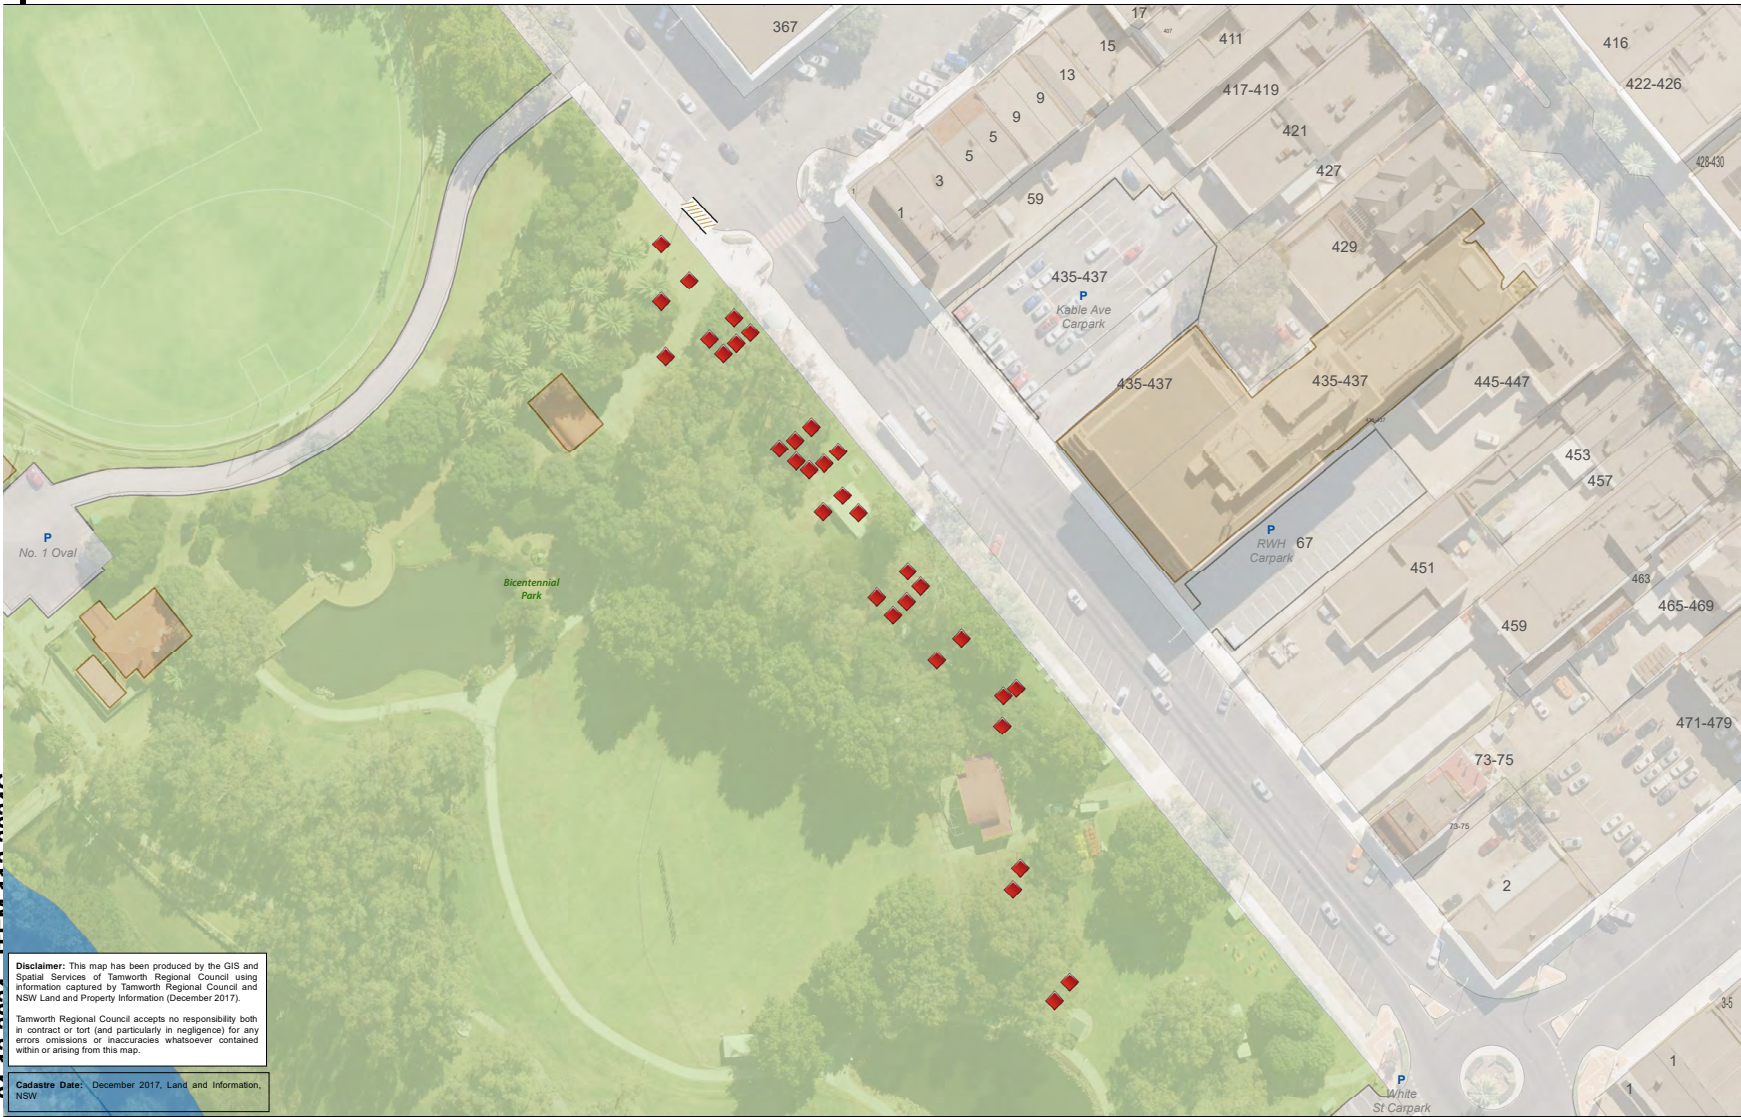 367
17
407
411
416
15
13
422-426
417-419
9
9
421
5
5
428-430
427
3
1
59
1
429
435-437
P
Kable Ave
Carpark
435-437
435-437
445-447
453
457
P
RWH
Carpark
67
P
No. 1 Oval
451
463
Bicentennial
Park
465-469
459
471-479
73-75
73-75
2
3-5
1
1
P
White
St Carpark
Disclaimer: This map has been produced by the GIS and
Spatial Services of Tamworth Regional Council using
information captured by Tamworth Regional Council and
NSW Land and Property Information (December 2017).
Tamworth Regional Council accepts no responsibility both
in contract or tort (and particularly in negligence) for any
errors omissions or inaccuracies whatsoever contained
within or arising from this map.
Cadastre Date: December 2017, Land and Information,
NSW